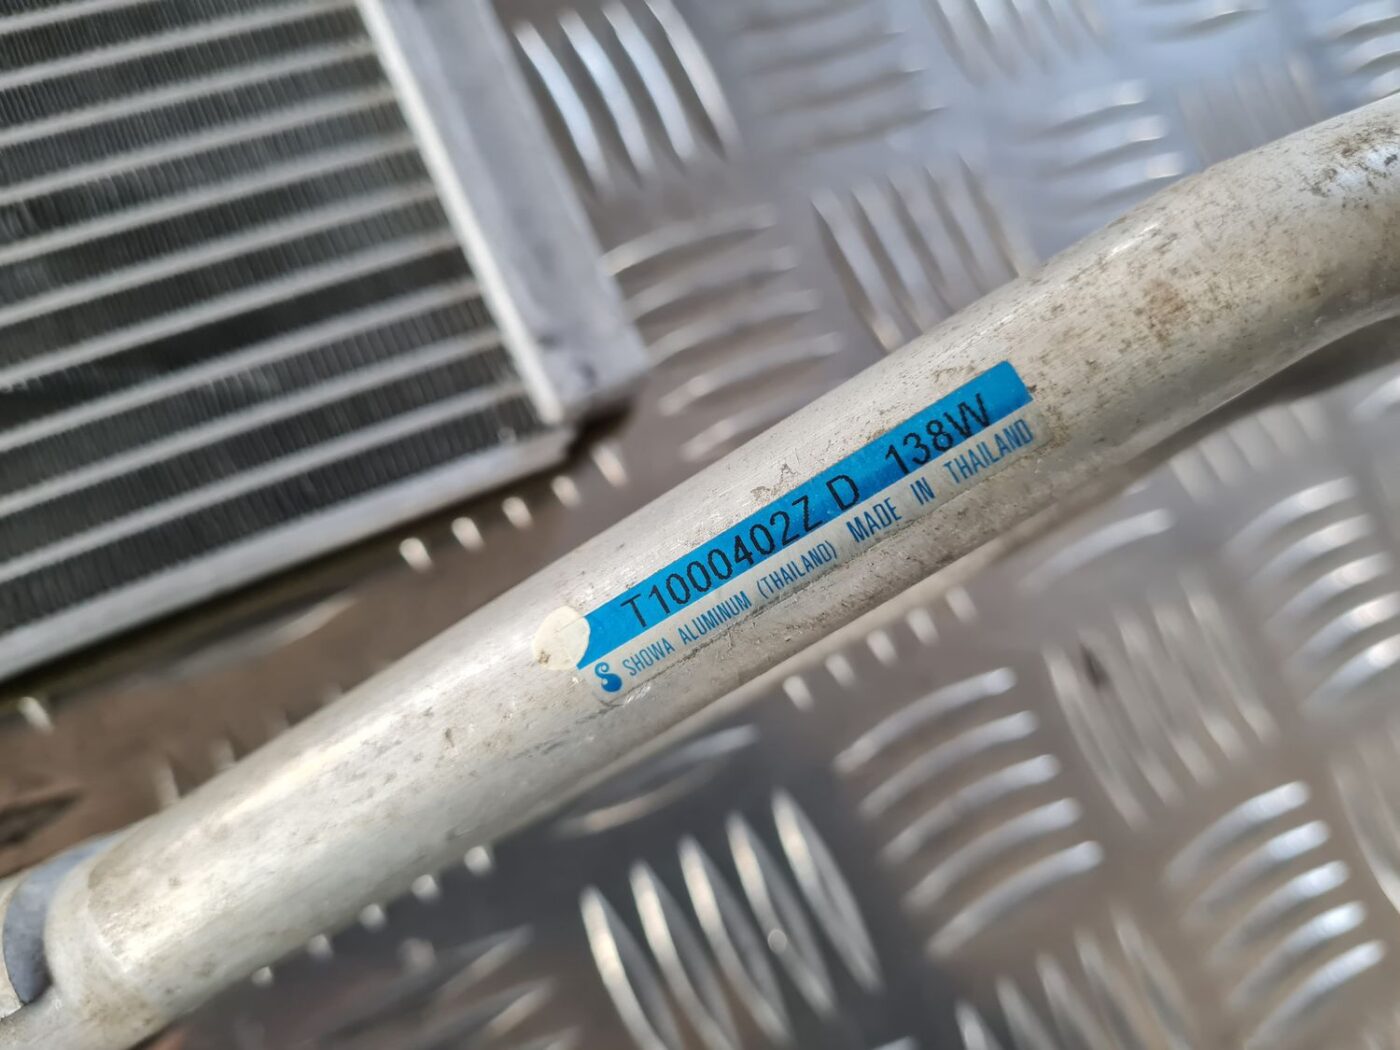 T1000402Z D 138W
SHOWA ALUMINUM (THAILAND) MADE IN THAILAND